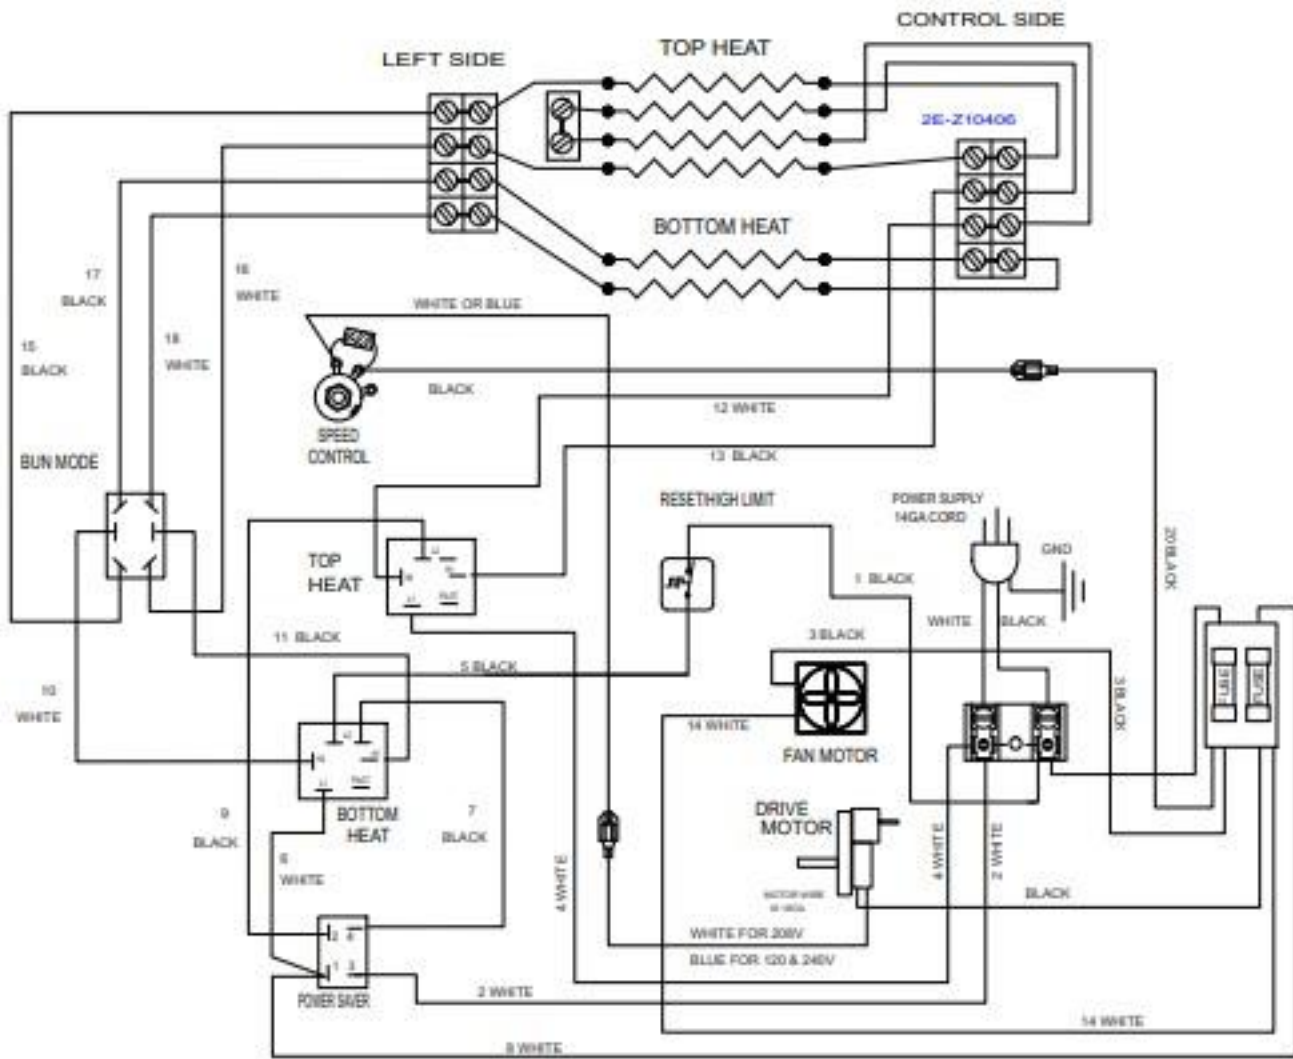 CONTROL SIDE
TOP HEAT
LEFT SIDE
2E-Z10406
BOTTOM HEAT
17
BLACK
16
WHITE
WHITE OR BLUE
15
BLACK
18
WHITE
BLACK
12 WHITE
SPEED
CONTROL
13 BLACK
BUN MODE
RESET/HIGH LIMIT
POWER SUPPLY
14GA CORD
GND
20 BLACK
TOP
HEAT
1 BLACK
WHITE
BLACK
11 BLACK
3 BLACK
5 BLACK
3 BLACK
FUSE
FUSE
10
WHITE
14 WHITE
FAN MOTOR
BOTTOM
HEAT
9
BLACK
7
BLACK
DRIVE
MOTOR
6
WHITE
4 WHITE
4 WHITE
2 WHITE
BLACK
WHITE FOR 208V
BLUE FOR 120 & 240V
2 4
1 3
POWER SAVER
2 WHITE
14 WHITE
8 WHITE